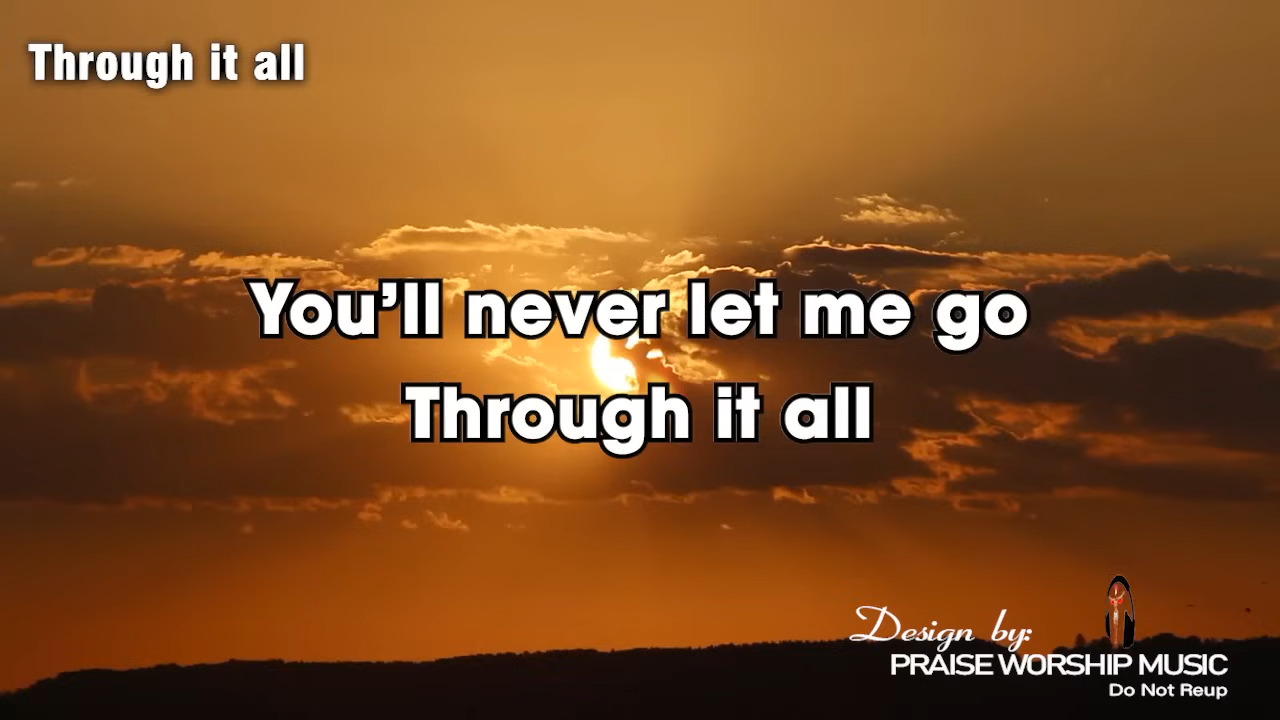 Through it all
You’ll never let me go
Through it all
Design by:
PRAISE WORSHIP MUSIC
Do Not Reup